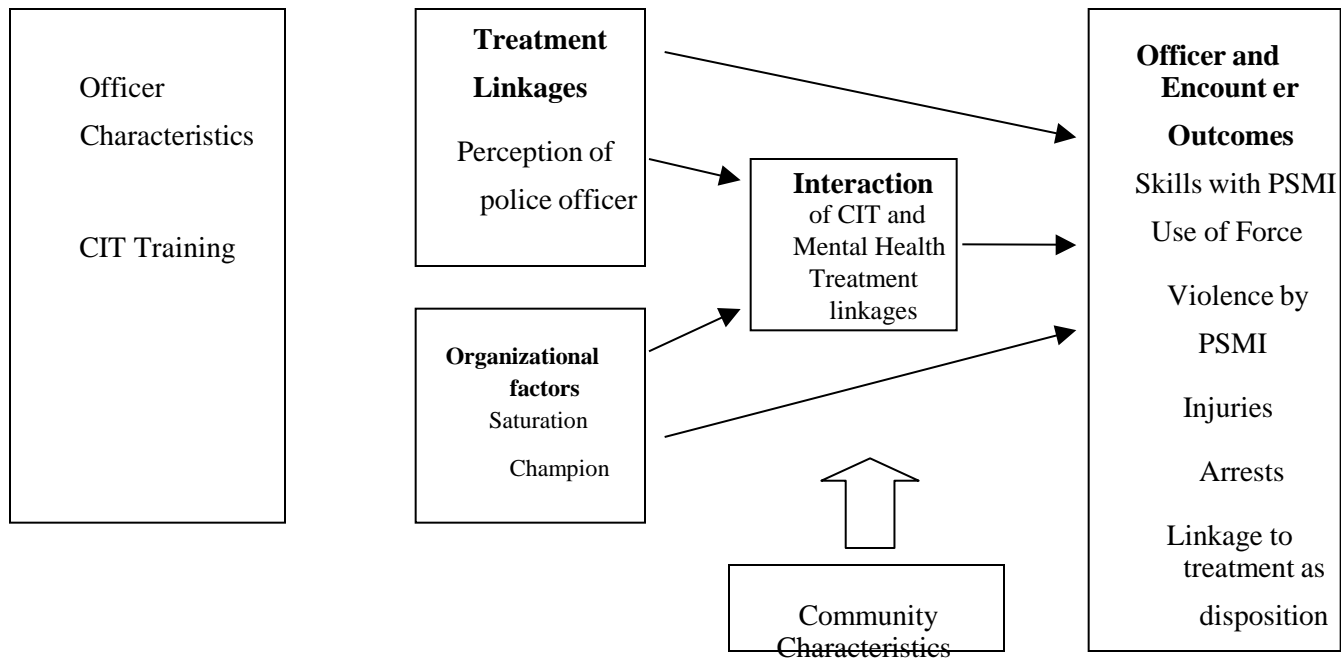 Officer
Characteristics
CIT Training
Treatment
Linkages
Perception of
police officer
Organizational
factors
Saturation
Champion
Interaction
of CIT and
Mental Health
Treatment
linkages
Community
Characteristics
Officer and
Encount er
Outcomes
Skills with PSMI
Use of Force
Violence by
PSMI
Injuries
Arrests
Linkage to
treatment as
disposition